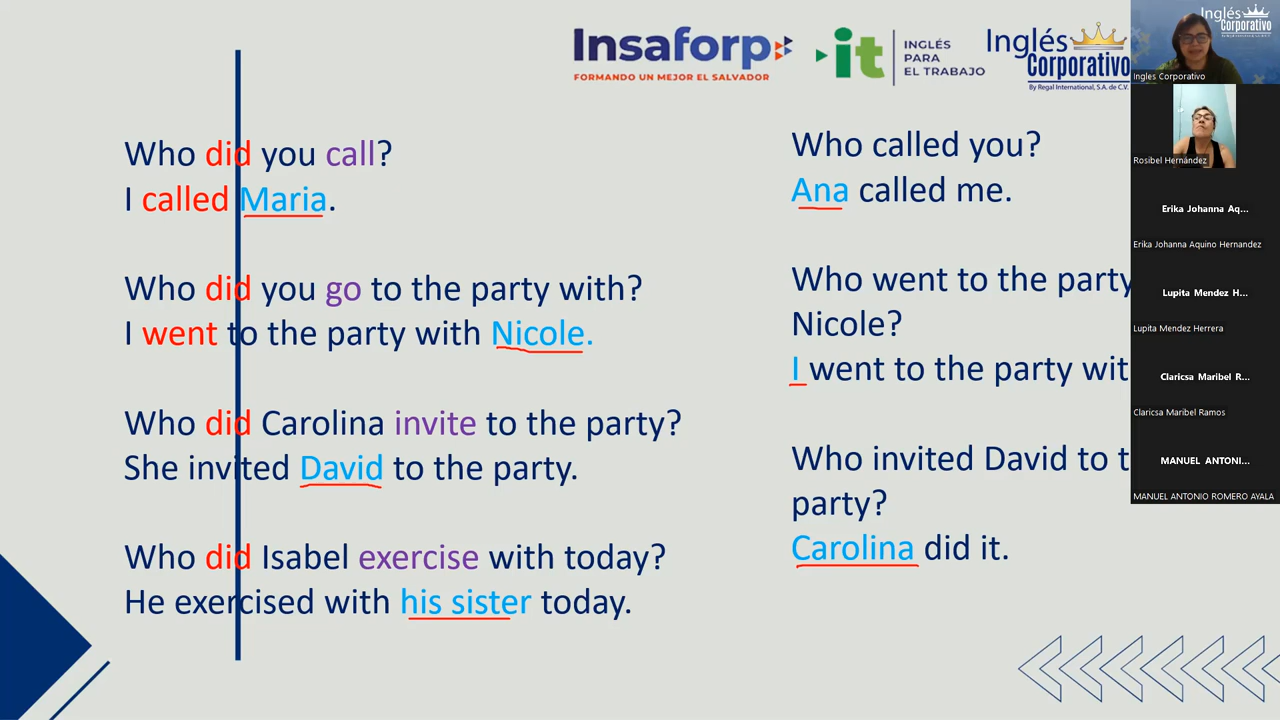 Insaforp
FORMANDO UN MEJOR EL SALVADOR
it
INGLÉS
PARA
EL TRABAJO
Inglés
Corporativo
By Regal International, S.A. de C.V.
Who did you call?
I called Maria.
Who did you go to the party with?
I went to the party with Nicole.
Who did Carolina invite to the party?
She invited David to the party.
Who did Isabel exercise with today?
He exercised with his sister today.
Who called you?
Ana called me.
Who went to the party
Nicole?
I went to the party wit
Who invited David to t
party?
Carolina did it.
Inglés
Corporativo
Ingles Corporativo
Rosibel Hernández
Erika Johanna Aq...
Erika Johanna Aquino Hernandez
Lupita Mendez H...
Lupita Mendez Herrera
Claricsa Maribel R...
Claricsa Maribel Ramos
MANUEL ANTONI...
MANUEL ANTONIO ROMERO AYALA